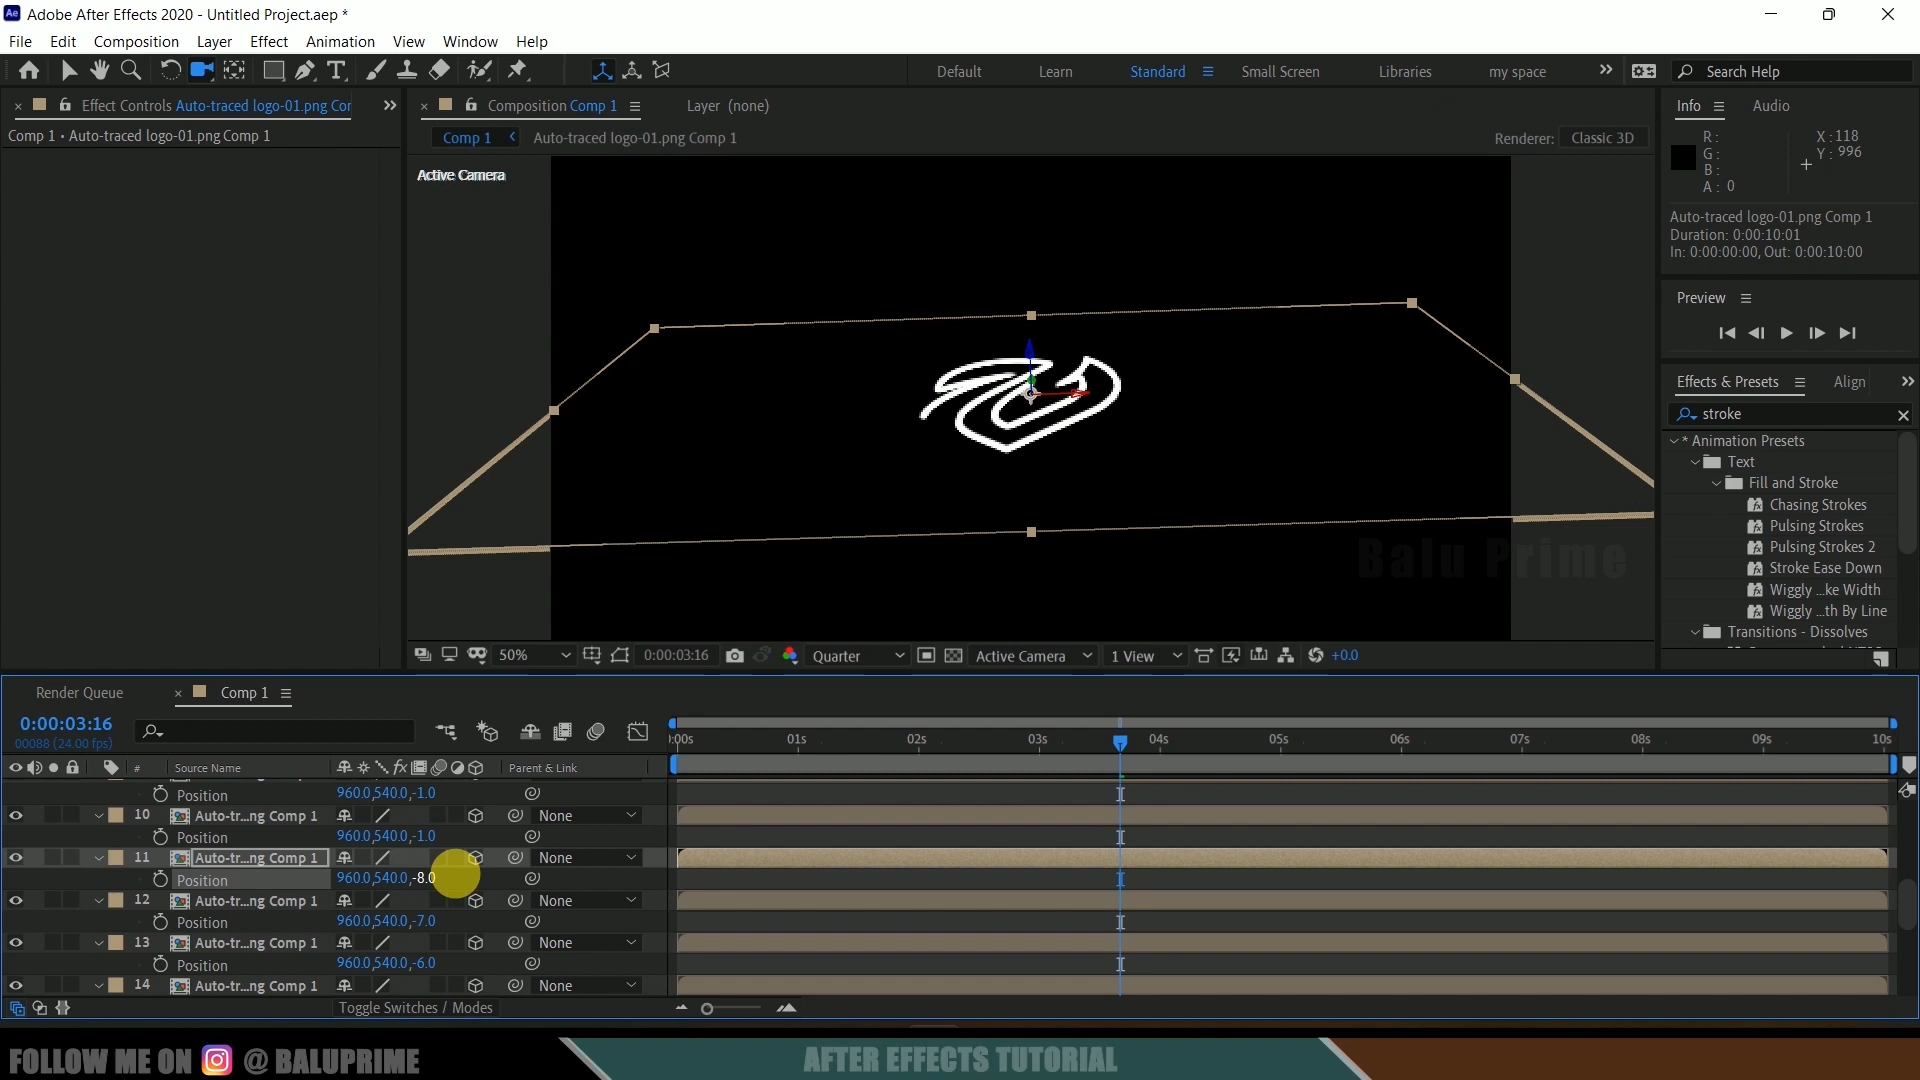 Adobe After Effects 2020 - Untitled Project.aep *
File Edit Composition Layer Effect Animation View Window Help
Default Learn Standard Small Screen Libraries my space Search Help
Effect Controls Auto-traced logo-01.png Cor
Comp 1 • Auto-traced logo-01.png Comp 1
Composition Comp 1
Layer (none)
Comp 1 Auto-traced logo-01.png Comp 1
Renderer: Classic 3D
Active Camera
Balu Prime
50% 0:00:03:16 Quarter Active Camera 1 View +0.0
Info Audio
R: X : 118
G: Y : 996
B:
A: 0
Auto-traced logo-01.png Comp 1
Duration: 0:00:10:01
In: 0:00:00:00, Out: 0:00:10:00
Preview
Effects & Presets Align
stroke
* Animation Presets
Text
Fill and Stroke
Chasing Strokes
Pulsing Strokes
Pulsing Strokes 2
Stroke Ease Down
Wiggly ...ke Width
Wiggly ...th By Line
Transitions - Dissolves
Render Queue Comp 1
0:00:03:16
00088 (24.00 fps)
:00s 01s 02s 03s 04s 05s 06s 07s 08s 09s 10s
# Source Name Parent & Link
Position 960.0,540.0,-1.0
10 Auto-tr...ng Comp 1 None
Position 960.0,540.0,-1.0
11 Auto-tr...ng Comp 1 None
Position 960.0,540.0,-8.0
12 Auto-tr...ng Comp 1 None
Position 960.0,540.0,-7.0
13 Auto-tr...ng Comp 1 None
Position 960.0,540.0,-6.0
14 Auto-tr...ng Comp 1 None
Toggle Switches / Modes
FOLLOW ME ON @ BALUPRIME
AFTER EFFECTS TUTORIAL